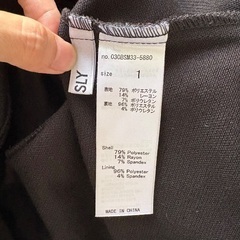 SLY
no.030BSM33-5880
size 1
表地 79% ポリエステル
14% レーヨン
7% ポリウレタン
裏地 96% ポリエステル
4% ポリウレタン
Shell
79% Polyester
14% Rayon
7% Spandex
Lining
96% Polyester
4% Spandex
MADE IN CHINA